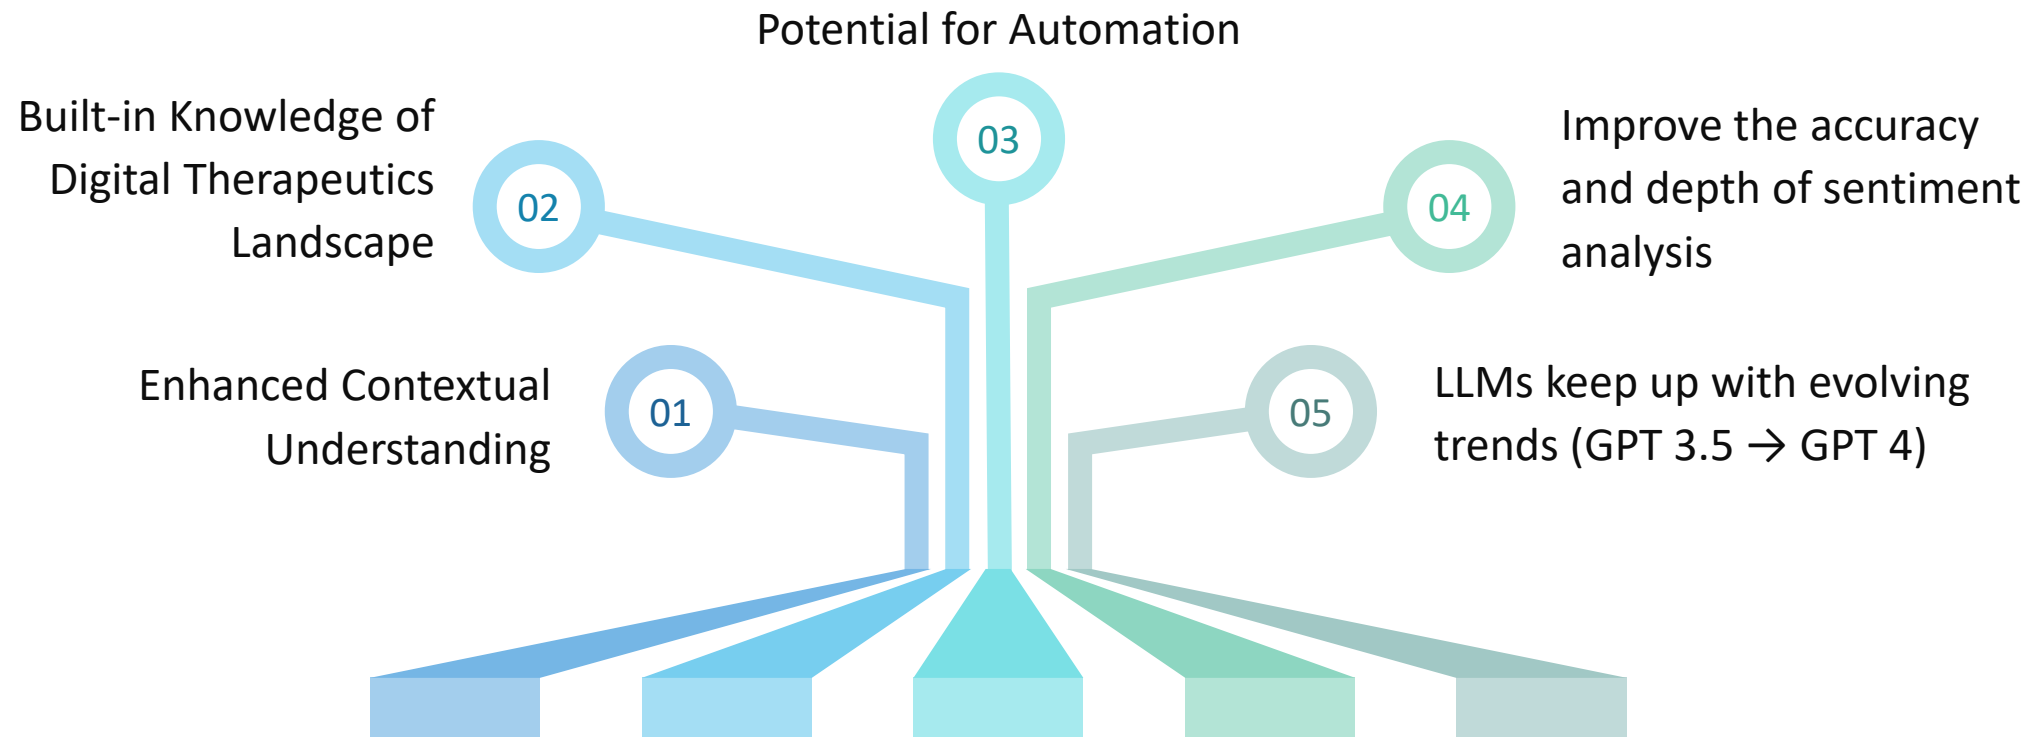 Potential for Automation
03
Built-in Knowledge of
Digital Therapeutics
Landscape
02
04
Improve the accuracy
and depth of sentiment
analysis
Enhanced Contextual
Understanding
01
05
LLMs keep up with evolving
trends (GPT 3.5 → GPT 4)